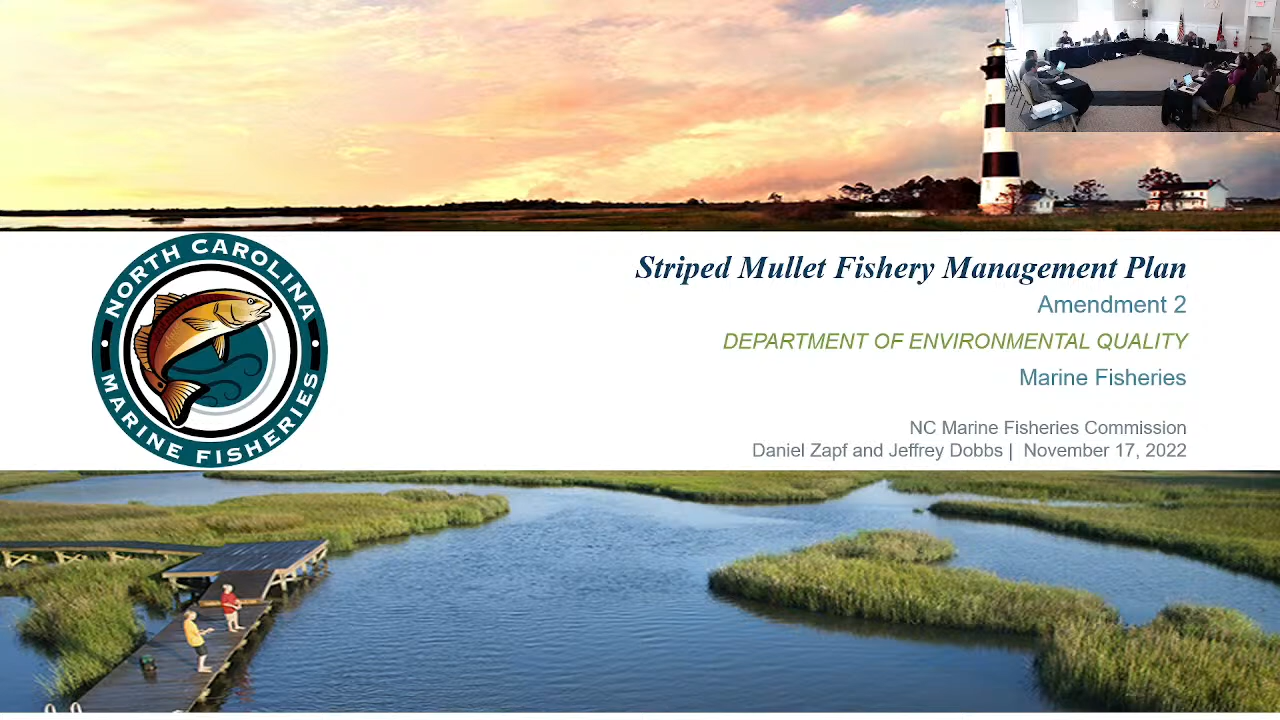 NORTH CAROLINA
MARINE FISHERIES
Striped Mullet Fishery Management Plan
Amendment 2
DEPARTMENT OF ENVIRONMENTAL QUALITY
Marine Fisheries
NC Marine Fisheries Commission
Daniel Zapf and Jeffrey Dobbs | November 17, 2022